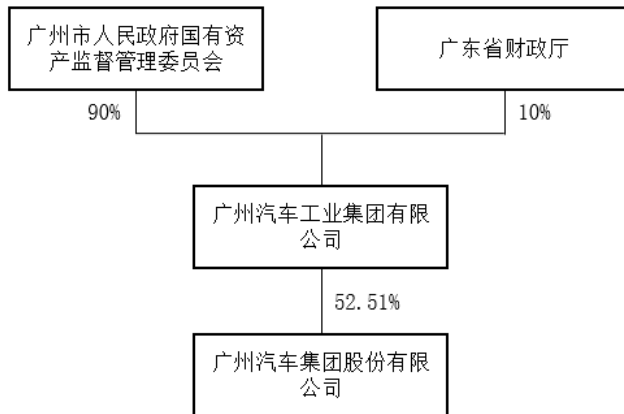 广州市人民政府国有资
产监督管理委员会
广东省财政厅
90%
10%
广州汽车工业集团有限
公司
52.51%
广州汽车集团股份有限
公司